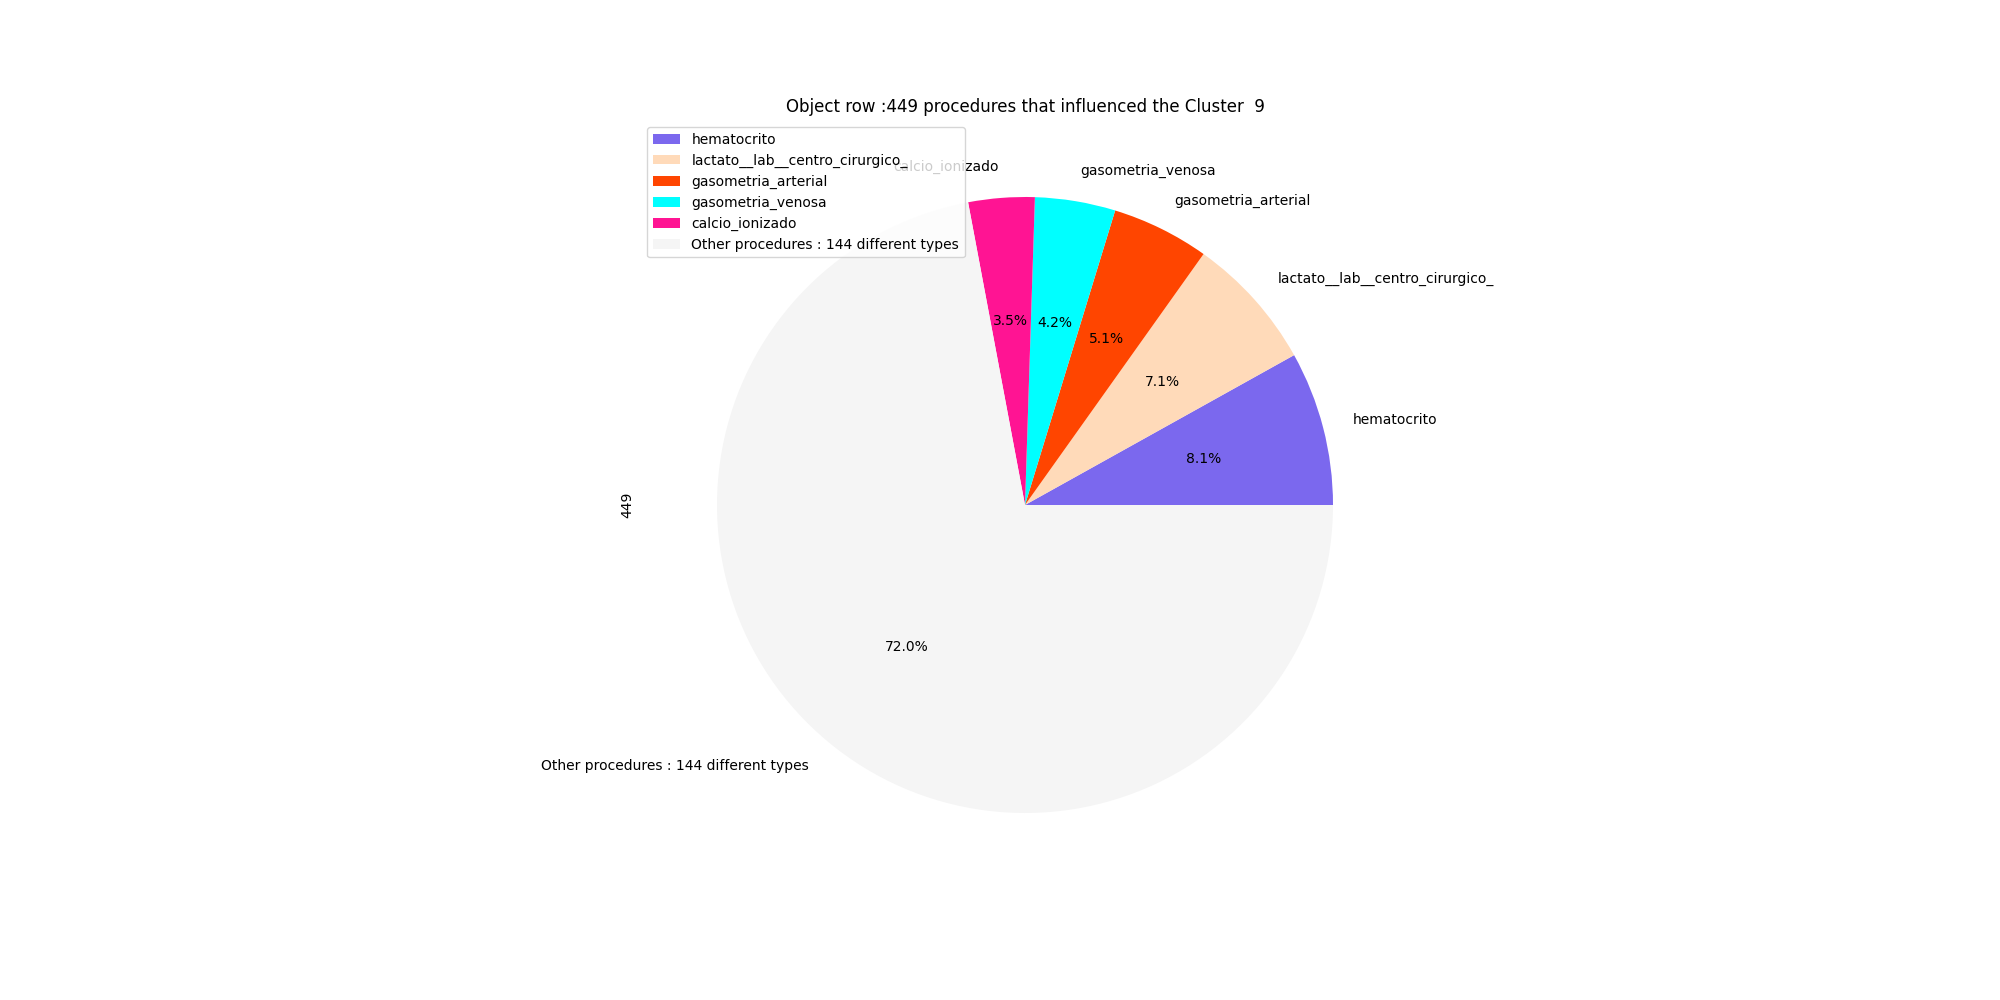 Object row :449 procedures that influenced the Cluster  9
hematocrito
lactato__lab__centro_cirurgico_
gasometria_arterial
gasometria_venosa
calcio_ionizado
Other procedures : 144 different types
calcio_ionizado
gasometria_venosa
gasometria_arterial
lactato__lab__centro_cirurgico_
hematocrito
3.5%
4.2%
5.1%
7.1%
8.1%
449
72.0%
Other procedures : 144 different types